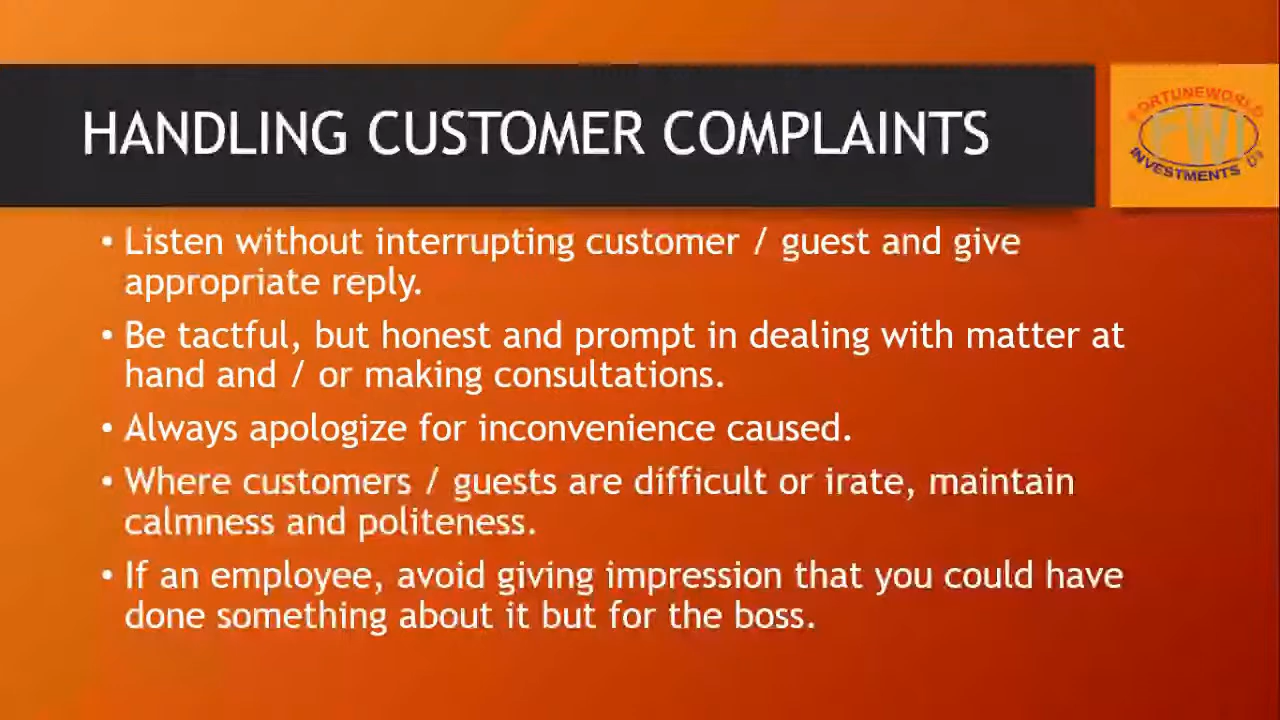 HANDLING CUSTOMER COMPLAINTS
FORTUNEWORLD
FWI
INVESTMENTS
• Listen without interrupting customer / guest and give
appropriate reply.
• Be tactful, but honest and prompt in dealing with matter at
hand and / or making consultations.
• Always apologize for inconvenience caused.
• Where customers / guests are difficult or irate, maintain
calmness and politeness.
• If an employee, avoid giving impression that you could have
done something about it but for the boss.